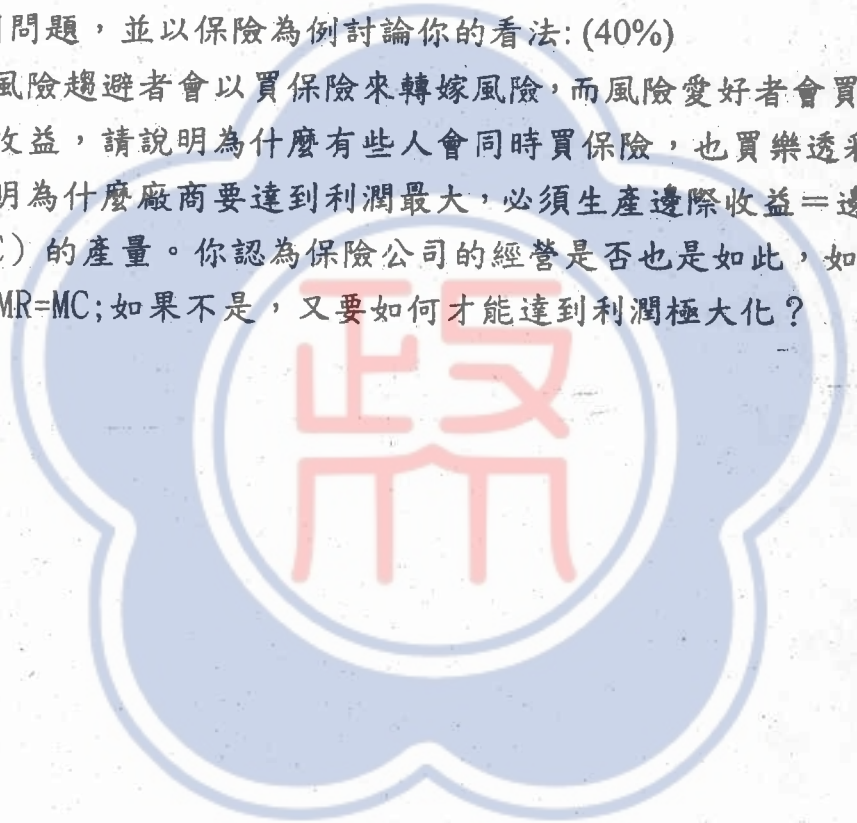 問題，並以保險為例討論你的看法: (40%)
風險趨避者會以買保險來轉嫁風險，而風險愛好者會買
收益，請說明為什麼有些人會同時買保險，也買樂透彩
明為什麼廠商要達到利潤最大，必須生產邊際收益＝邊
C）的產量。你認為保險公司的經營是否也是如此，如
MR=MC;如果不是，又要如何才能達到利潤極大化？
政大